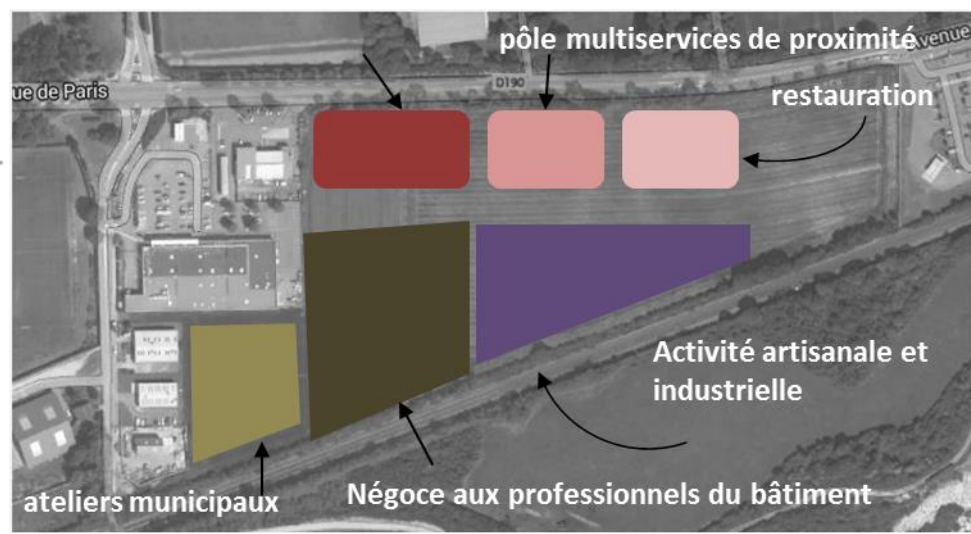 pôle multiservices de proximité
Avenue
ue de Paris
D190
restauration
Activité artisanale et
industrielle
Négoce aux professionnels du bâtiment
ateliers municipaux